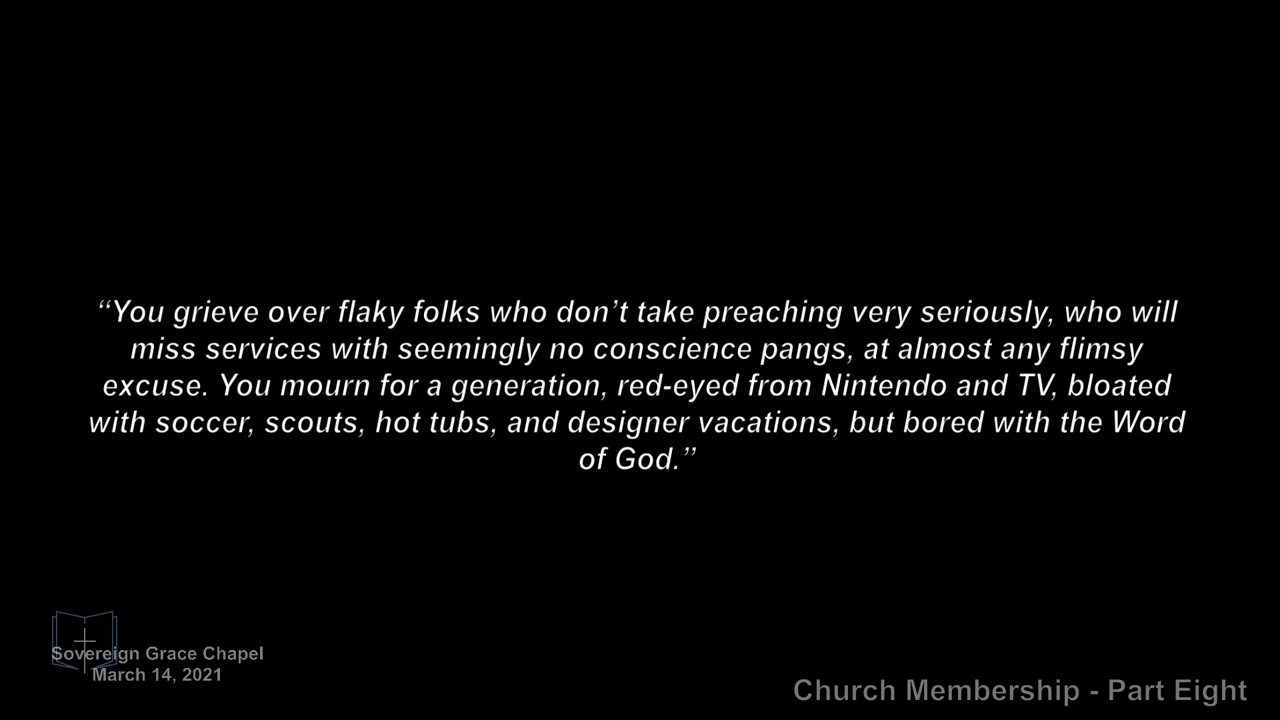 “You grieve over flaky folks who don’t take preaching very seriously, who will
miss services with seemingly no conscience pangs, at almost any flimsy
excuse. You mourn for a generation, red-eyed from Nintendo and TV, bloated
with soccer, scouts, hot tubs, and designer vacations, but bored with the Word
of God.”
Sovereign Grace Chapel
March 14, 2021
Church Membership - Part Eight